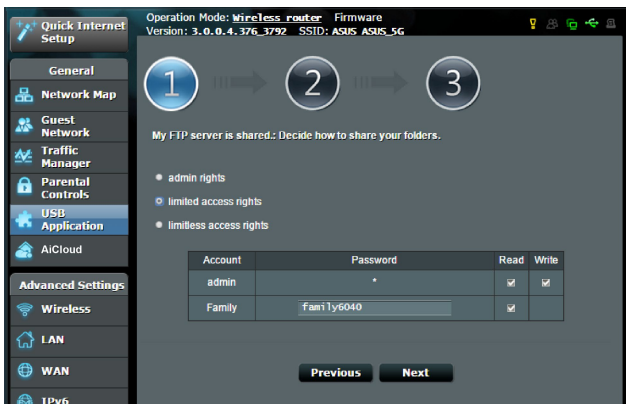 Quick Internet
Setup
Operation Mode: Wireless router Firmware
Version: 3.0.0.4.376_3792 SSID: ASUS ASUS_5G
General
Network Map
Guest
Network
Traffic
Manager
Parental
Controls
USB
Application
AiCloud
Advanced Settings
Wireless
LAN
WAN
IPv6
1 2 3
My FTP server is shared.: Decide how to share your folders.
admin rights
limited access rights
limitless access rights
Account Password Read Write
admin *
Family family6040
Previous Next